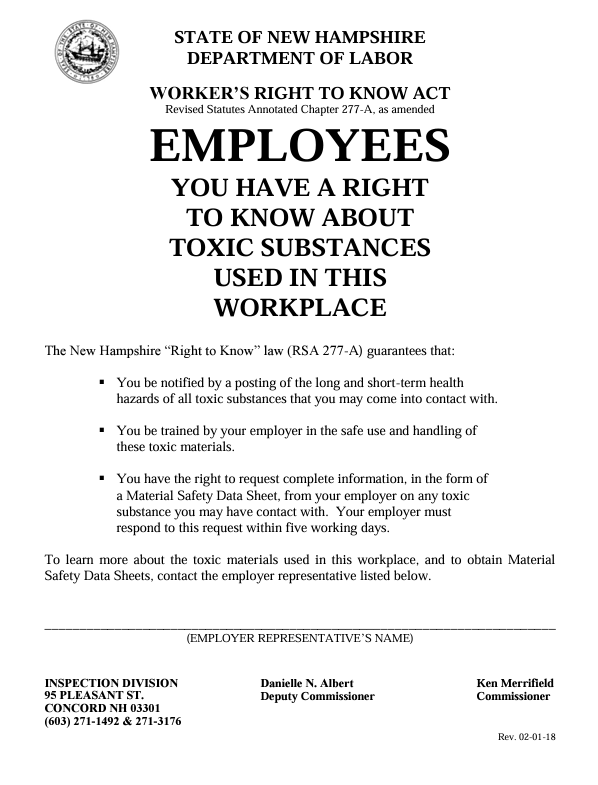 STATE OF NEW HAMPSHIRE
DEPARTMENT OF LABOR
WORKER'S RIGHT TO KNOW ACT
Revised Statutes Annotated Chapter 277-A, as amended
EMPLOYEES
YOU HAVE A RIGHT
TO KNOW ABOUT
TOXIC SUBSTANCES
USED IN THIS
WORKPLACE
The New Hampshire “Right to Know” law (RSA 277-A) guarantees that:
▪ You be notified by a posting of the long and short-term health
hazards of all toxic substances that you may come into contact with.
▪ You be trained by your employer in the safe use and handling of
these toxic materials.
▪ You have the right to request complete information, in the form of
a Material Safety Data Sheet, from your employer on any toxic
substance you may have contact with. Your employer must
respond to this request within five working days.
To learn more about the toxic materials used in this workplace, and to obtain Material
Safety Data Sheets, contact the employer representative listed below.
(EMPLOYER REPRESENTATIVE'S NAME)
INSPECTION DIVISION
95 PLEASANT ST.
CONCORD NH 03301
(603) 271-1492 & 271-3176
Danielle N. Albert
Deputy Commissioner
Ken Merrifield
Commissioner
Rev. 02-01-18